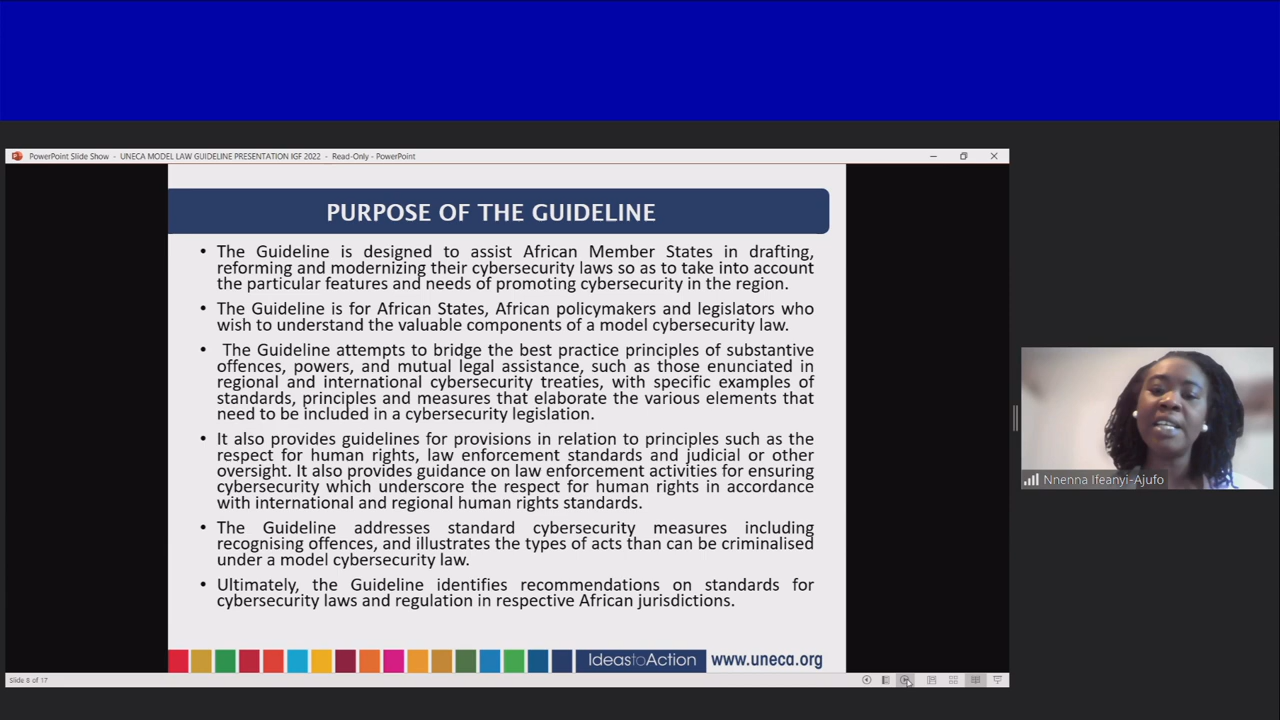 PowerPoint Slide Show - UNECA MODEL LAW GUIDELINE PRESENTATION IGF 2022 - Read-Only - PowerPoint
PURPOSE OF THE GUIDELINE
• The Guideline is designed to assist African Member States in drafting,
reforming and modernizing their cybersecurity laws so as to take into account
the particular features and needs of promoting cybersecurity in the region.
• The Guideline is for African States, African policymakers and legislators who
wish to understand the valuable components of a model cybersecurity law.
• The Guideline attempts to bridge the best practice principles of substantive
offences, powers, and mutual legal assistance, such as those enunciated in
regional and international cybersecurity treaties, with specific examples of
standards, principles and measures that elaborate the various elements that
need to be included in a cybersecurity legislation.
• It also provides guidelines for provisions in relation to principles such as the
respect for human rights, law enforcement standards and judicial or other
oversight. It also provides guidance on law enforcement activities for ensuring
cybersecurity which underscore the respect for human rights in accordance
with international and regional human rights standards.
• The Guideline addresses standard cybersecurity measures including
recognising offences, and illustrates the types of acts than can be criminalised
under a model cybersecurity law.
• Ultimately, the Guideline identifies recommendations on standards for
cybersecurity laws and regulation in respective African jurisdictions.
IdeastoAction www.uneca.org
Slide 8 of 17
Nnenna Ifeanyi-Ajufo